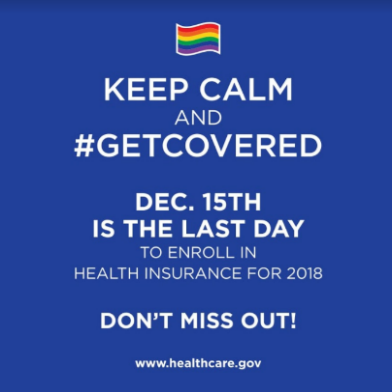 KEEP CALM
AND
#GETCOVERED
DEC. 15TH
IS THE LAST DAY
TO ENROLL IN
HEALTH INSURANCE FOR 2018
DON'T MISS OUT!
www.healthcare.gov